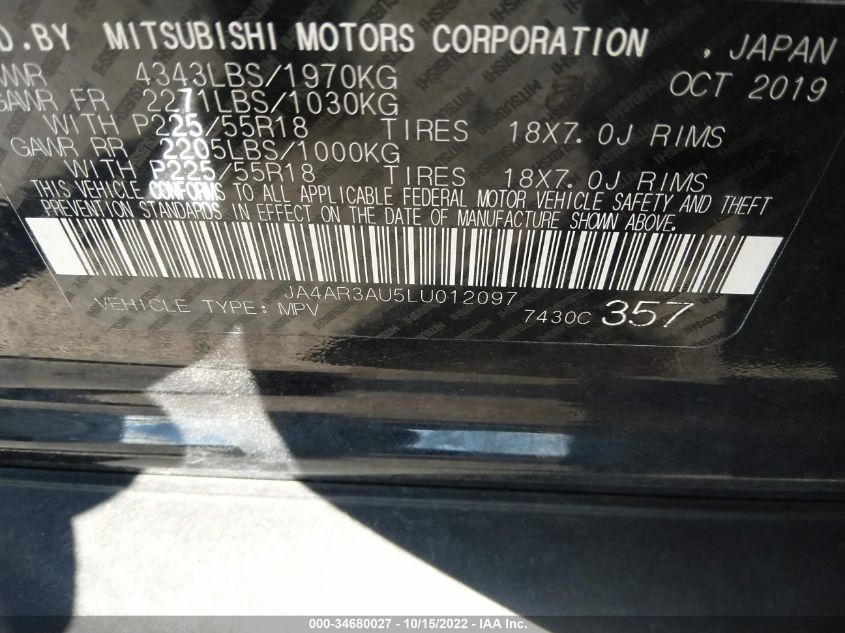 D.BY MITSUBISHI MOTORS CORPORATION , JAPAN
4343LBS/1970KG OCT 2019
GAWR FR 2271LBS/1030KG
WITH P225/55R18 TIRES 18X7.0J RIMS
GAWR RR 2205LBS/1000KG
WITH P225/55R18 TIRES 18X7.0J RIMS
THIS VEHICLE CONFORMS TO ALL APPLICABLE FEDERAL MOTOR VEHICLE SAFETY AND THEFT
PREVENTION STANDARDS IN EFFECT ON THE DATE OF MANUFACTURE SHOWN ABOVE.
JA4AR3AU5LU012097
VEHICLE TYPE: MPV 7430C 357
000-34680027 - 10/15/2022 - IAAI.com